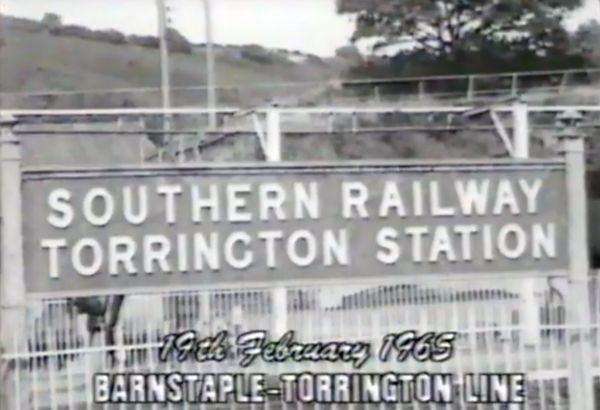 SOUTHERN RAILWAY
TORRINGTON STATION
19th February 1965
BARNSTAPLE-TORRINGTON LINE